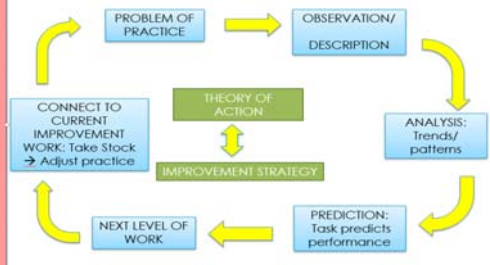 PROBLEM OF
PRACTICE
OBSERVATION/
DESCRIPTION
THEORY OF
ACTION
IMPROVEMENT STRATEGY
CONNECT TO
CURRENT
IMPROVEMENT
WORK: Take Stock
→ Adjust practice
ANALYSIS:
Trends/
patterns
NEXT LEVEL OF
WORK
PREDICTION:
Task predicts
performance